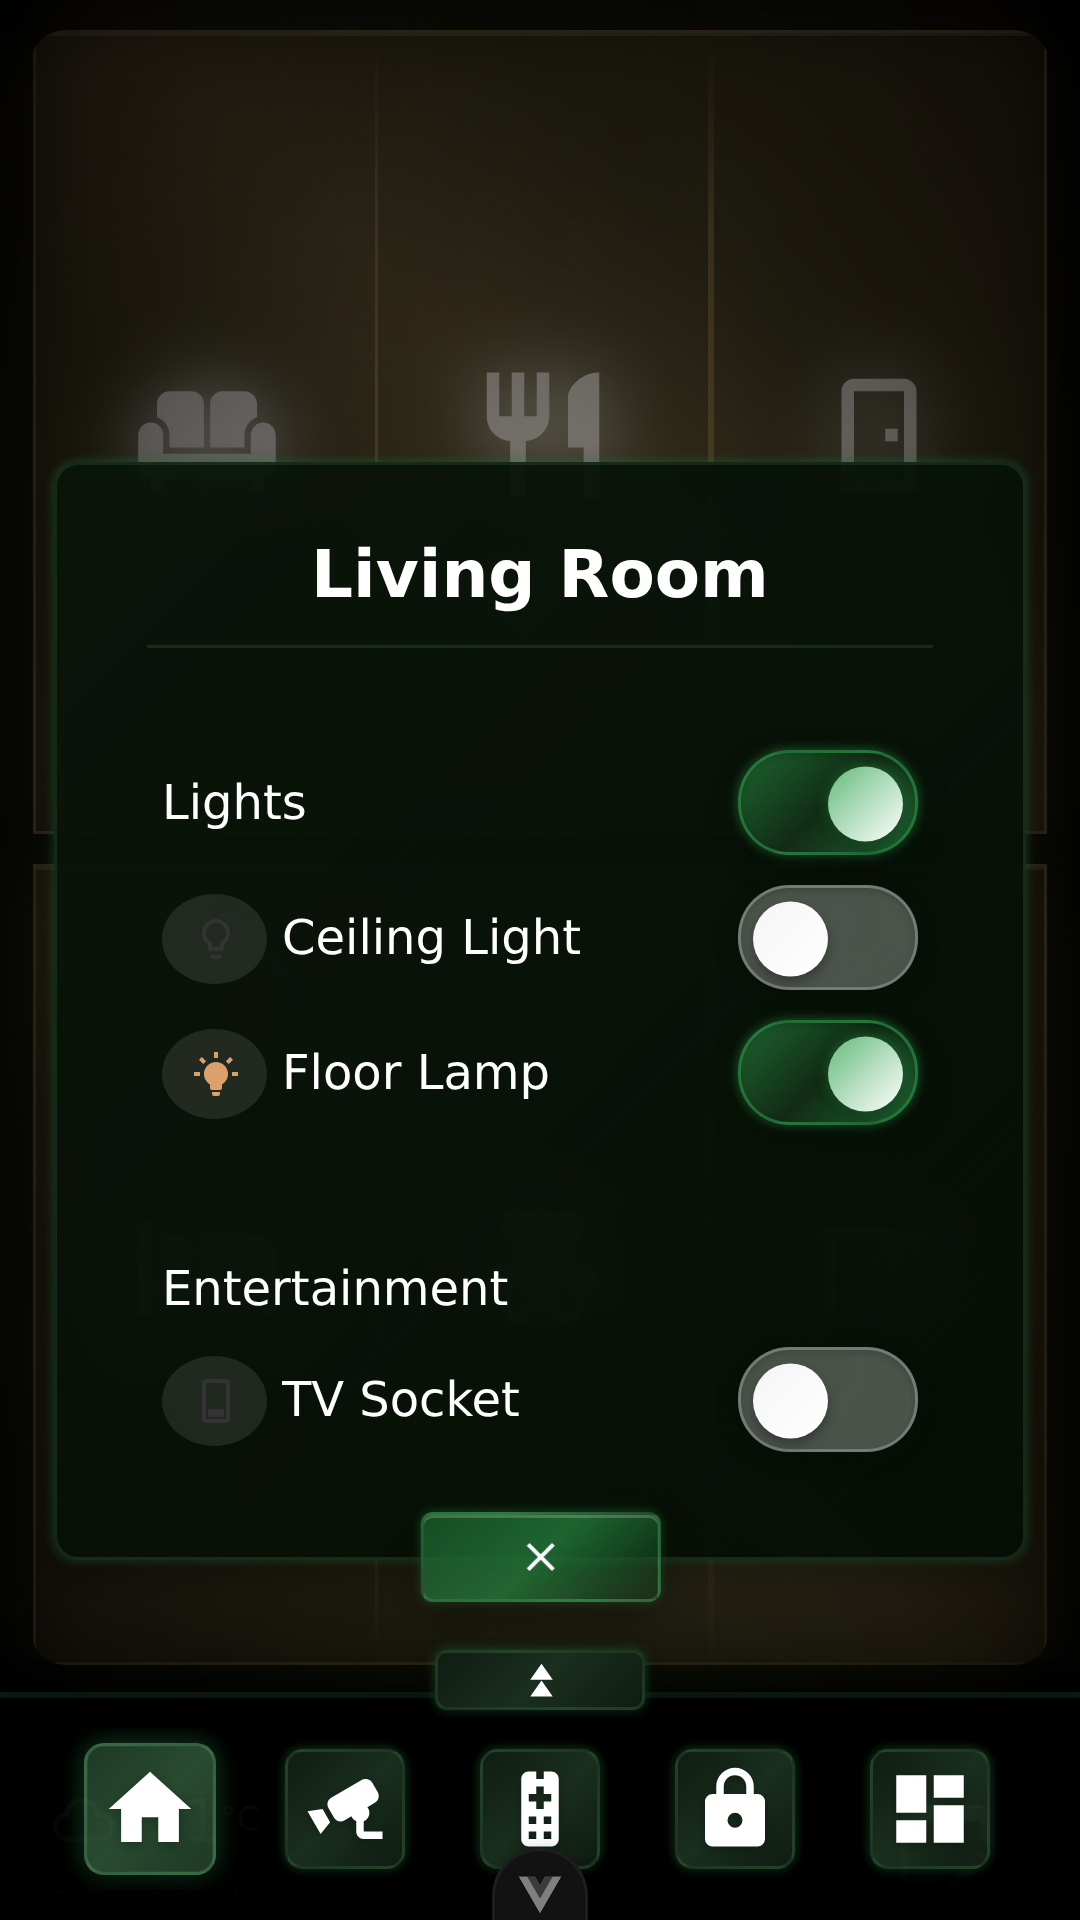 Living Room
Lights
Ceiling Light
Floor Lamp
Entertainment
TV Socket